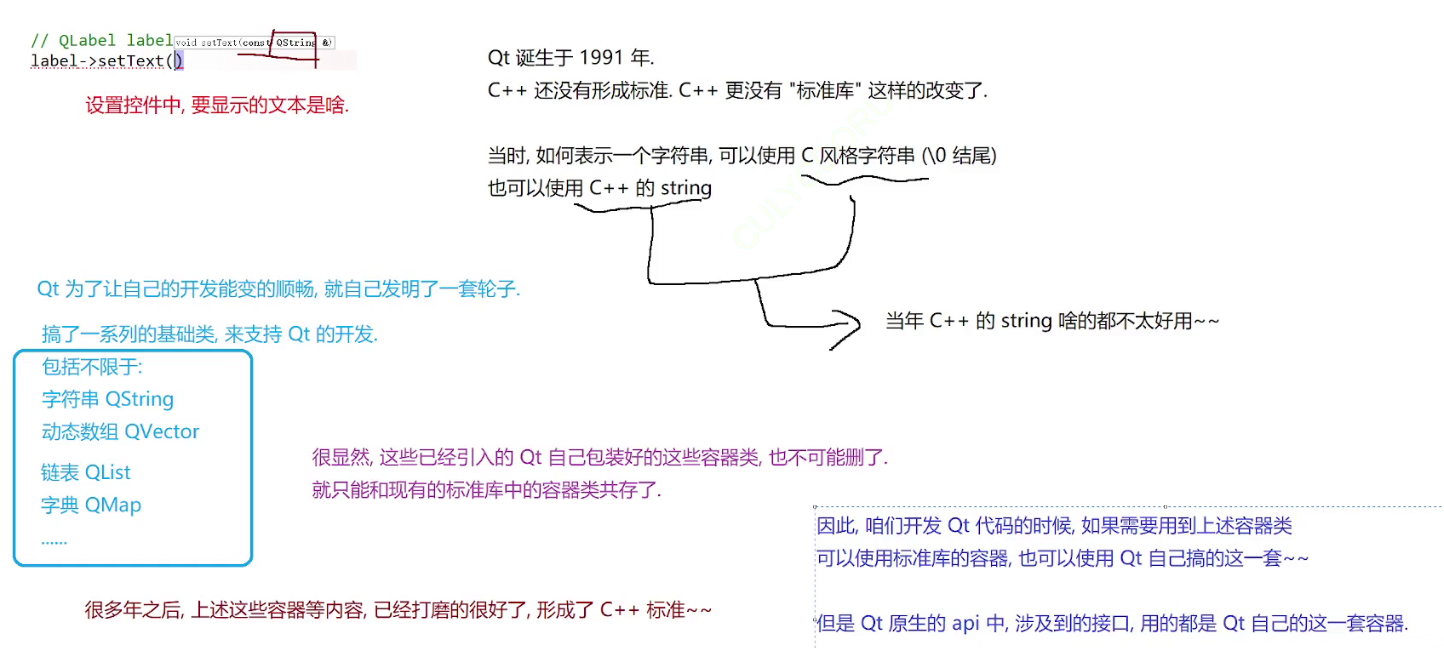 // QLabel label
void setText(const QString &)
label->setText()
设置控件中, 要显示的文本是啥.
Qt 诞生于 1991 年.
C++ 还没有形成标准. C++ 更没有 "标准库" 这样的改变了.
当时, 如何表示一个字符串, 可以使用 C 风格字符串 (\0 结尾)
也可以使用 C++ 的 string
当年 C++ 的 string 啥的都不太好用~~
Qt 为了让自己的开发能变的顺畅, 就自己发明了一套轮子.
搞了一系列的基础类, 来支持 Qt 的开发.
包括不限于:
字符串 QString
动态数组 QVector
链表 QList
字典 QMap
......
很显然, 这些已经引入的 Qt 自己包装好的这些容器类, 也不可能删了.
就只能和现有的标准库中的容器类共存了.
因此, 咱们开发 Qt 代码的时候, 如果需要用到上述容器类
可以使用标准库的容器, 也可以使用 Qt 自己搞的这一套~~
但是 Qt 原生的 api 中, 涉及到的接口, 用的都是 Qt 自己的这一套容器.
很多年之后, 上述这些容器等内容, 已经打磨的很好了, 形成了 C++ 标准~~